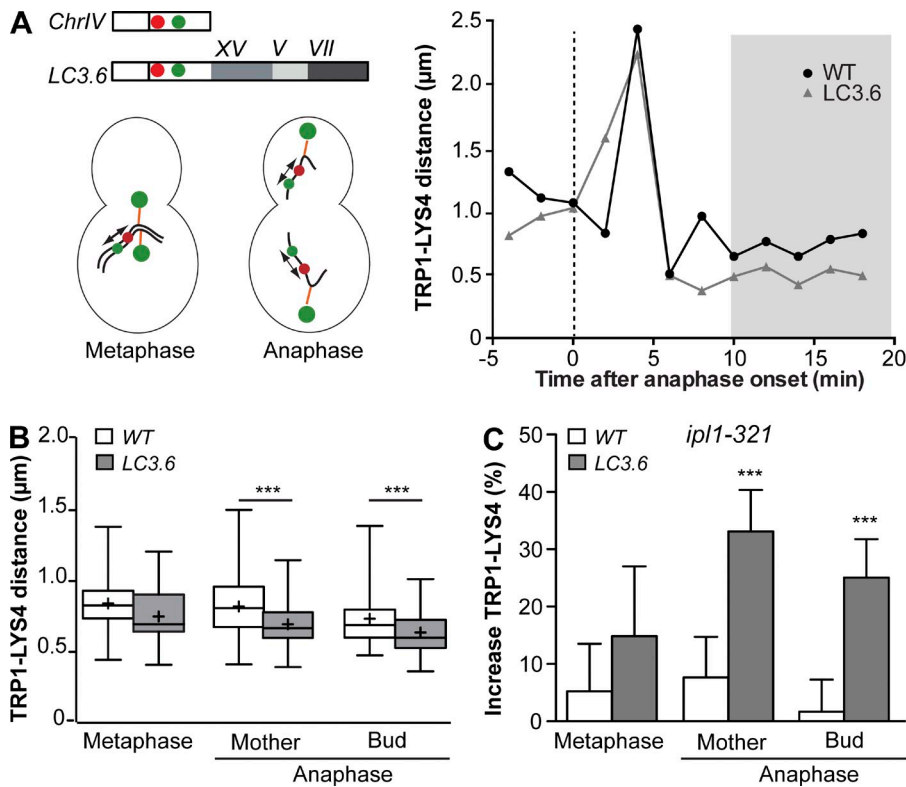 A
ChrIV
XV V VII
LC3.6
Metaphase Anaphase
TRP1-LYS4 distance (µm)
2.5
2.0
1.5
1.0
0.5
0
-5 0 5 10 15 20
Time after anaphase onset (min)
WT
LC3.6
B
TRP1-LYS4 distance (µm)
2.0
1.5
1.0
0.5
0
WT
LC3.6
*** ***
Metaphase Mother Bud
Anaphase
C
ipl1-321
Increase TRP1-LYS4 (%)
50
40
30
20
10
0
WT
LC3.6
***
***
Metaphase Mother Bud
Anaphase